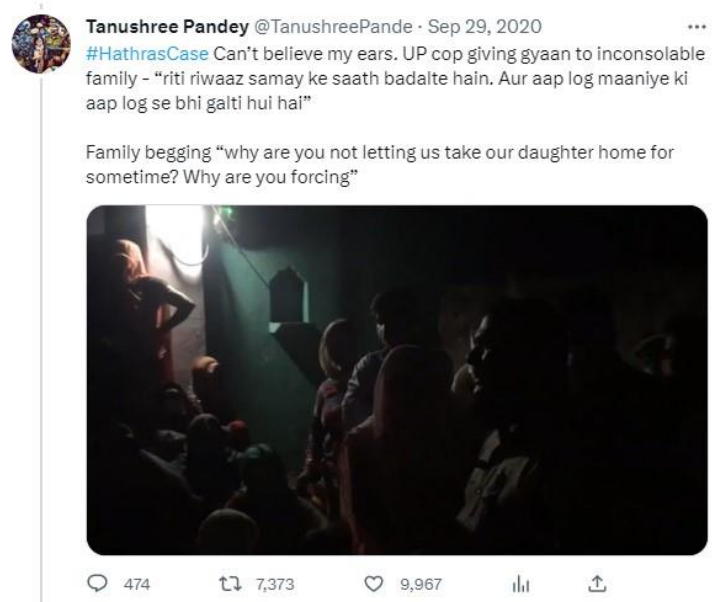 Tanushree Pandey @TanushreePande · Sep 29, 2020
#HathrasCase Can’t believe my ears. UP cop giving gyaan to inconsolable
family - “riti riwaaz samay ke saath badalte hain. Aur aap log maaniye ki
aap log se bhi galti hui hai”
Family begging “why are you not letting us take our daughter home for
sometime? Why are you forcing”
474 7,373 9,967